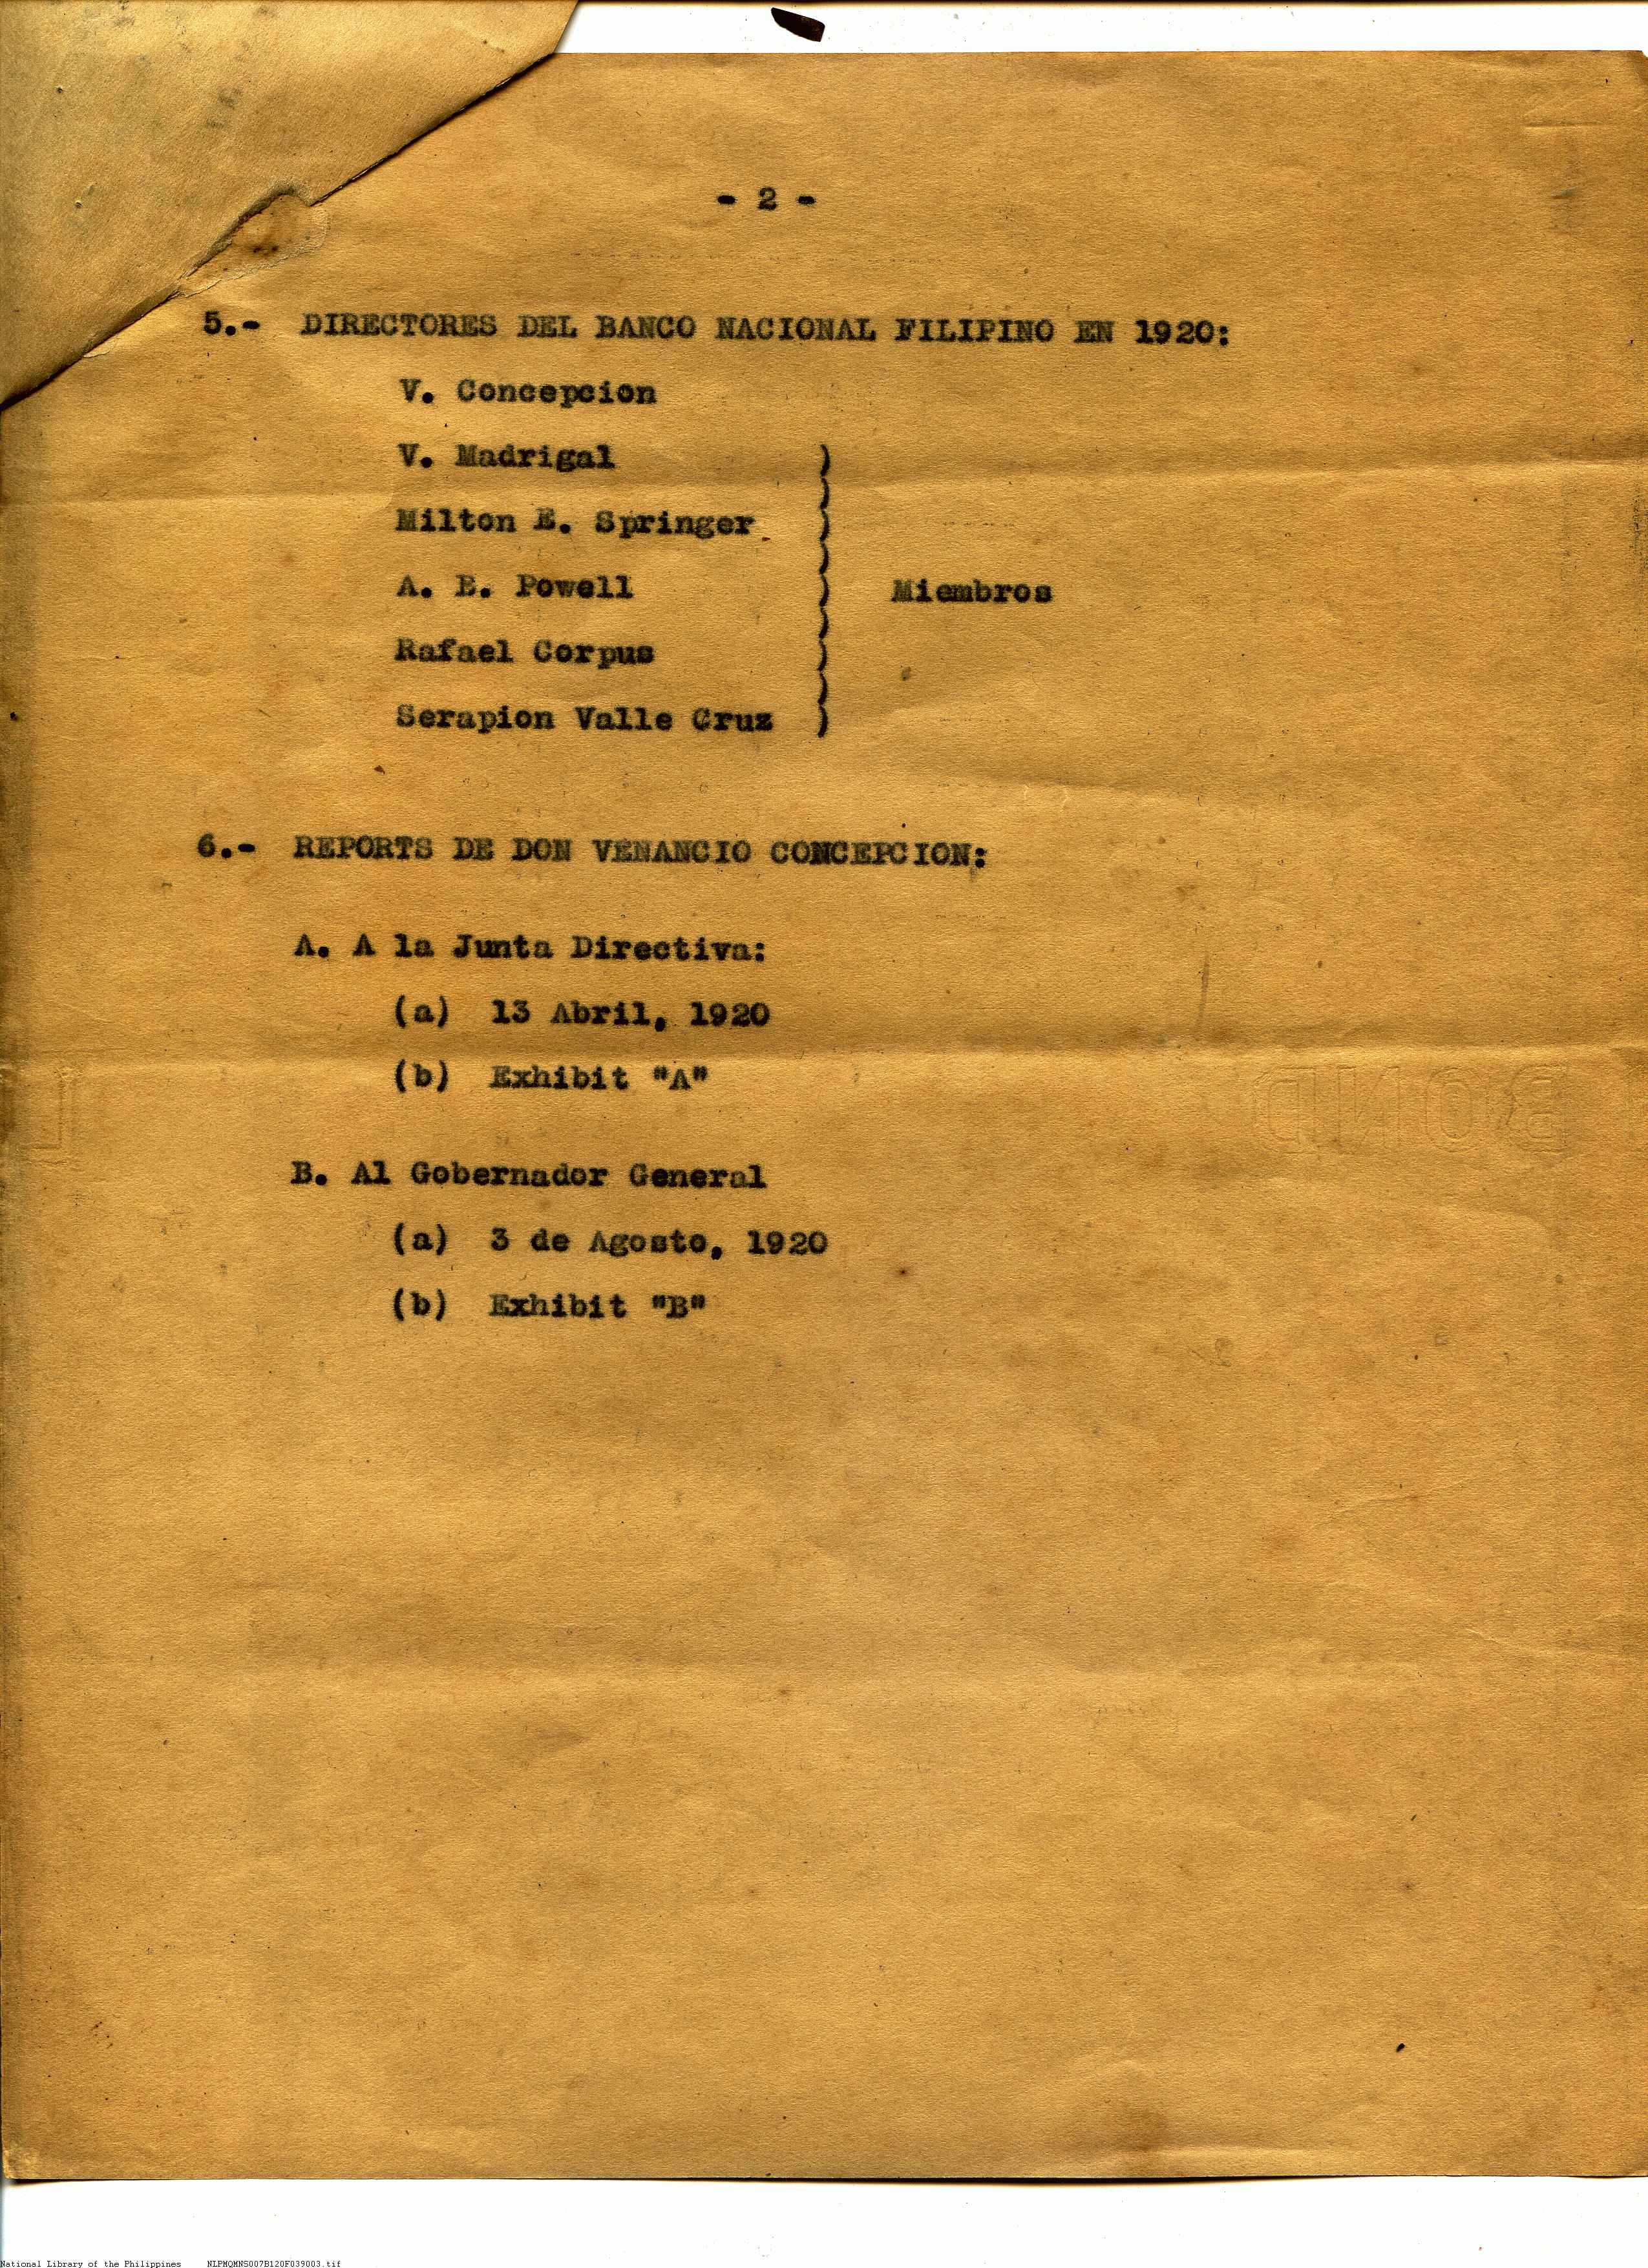 - 2 -
5.- DIRECTORES DEL BANCO NACIONAL FILIPINO EN 1920:
V. Concepcion
V. Madrigal )
Milton E. Springer )
A. B. Powell ) Miembros
Rafael Corpus )
Serapion Valle Cruz )
6.- REPORTS DE DON VENANCIO CONCEPCION:
A. A la Junta Directiva:
(a) 13 Abril, 1920
(b) Exhibit "A"
BOND
B. Al Gobernador General
(a) 3 de Agosto, 1920
(b) Exhibit "B"
National Library of the Philippines NLPMQMNS007B120F039003.tif